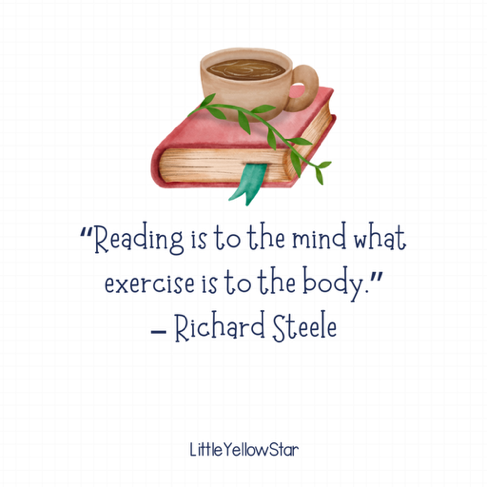 “Reading is to the mind what
exercise is to the body.”
– Richard Steele
LittleYellowStar